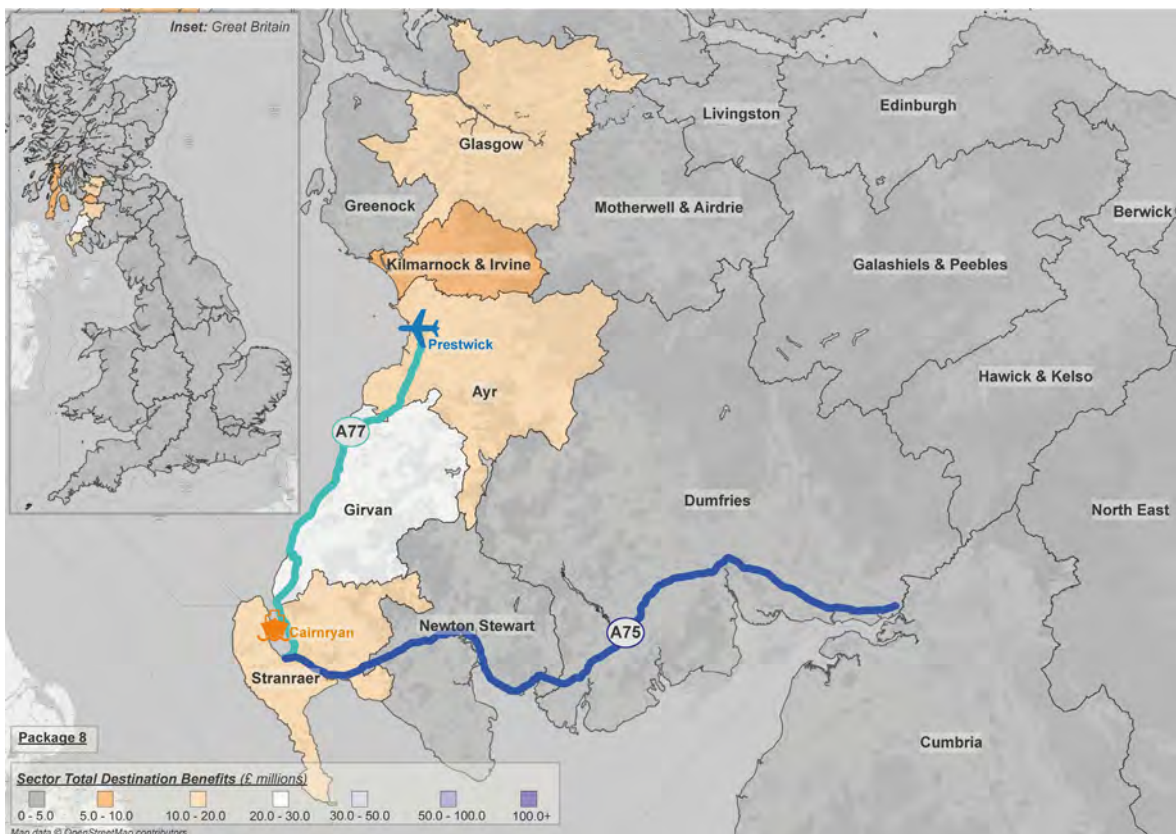 Inset: Great Britain
Livingston
Edinburgh
Glasgow
Greenock
Motherwell & Airdrie
Berwick
Kilmarnock & Irvine
Galashiels & Peebles
Prestwick
Hawick & Kelso
Ayr
A77
Dumfries
Girvan
North East
Cairnryan
Newton Stewart
A75
Stranraer
Package 8
Cumbria
Sector Total Destination Benefits (£ millions)
0 - 5.0 5.0 - 10.0 10.0 - 20.0 20.0 - 30.0 30.0 - 50.0 50.0 - 100.0 100.0+
Map data © OpenStreetMap contributors